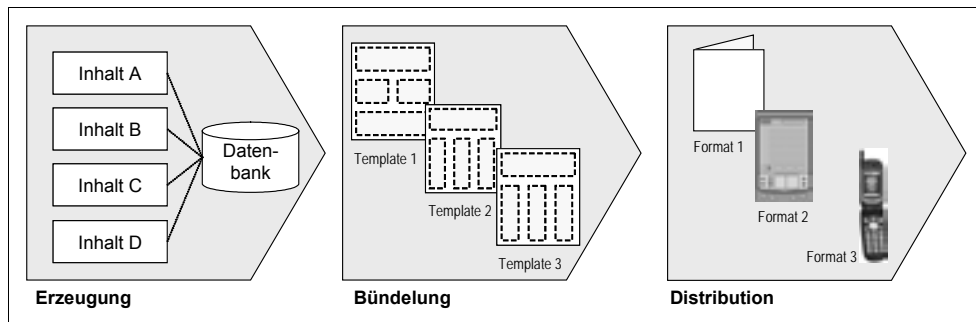 Inhalt A
Inhalt B
Inhalt C
Inhalt D
Daten-
bank
Erzeugung
Template 1
Template 2
Template 3
Bündelung
Format 1
Format 2
Format 3
Distribution